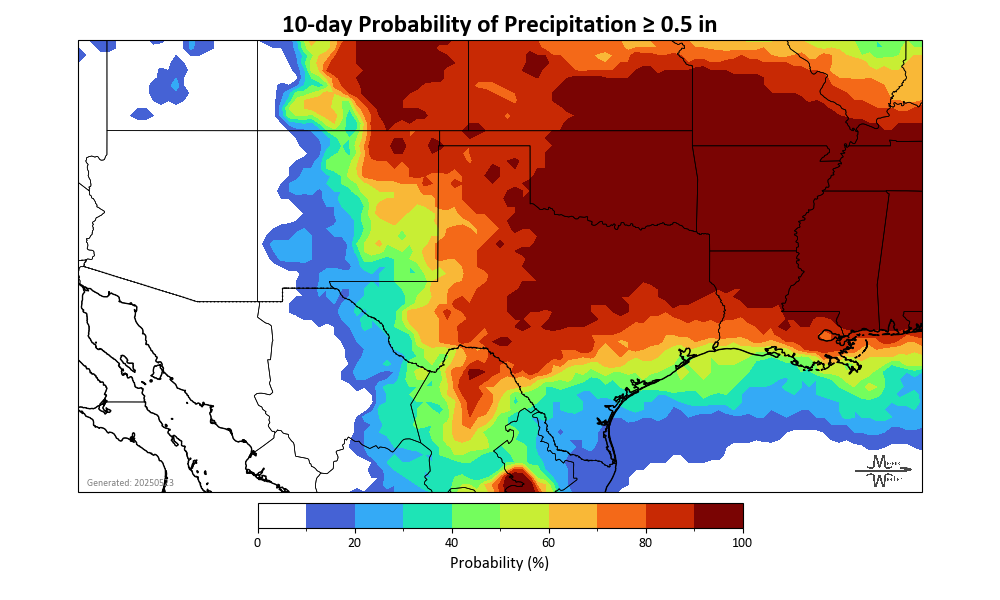 10-day Probability of Precipitation ≥ 0.5 in
Generated: 20250523
0 20 40 60 80 100
Probability (%)